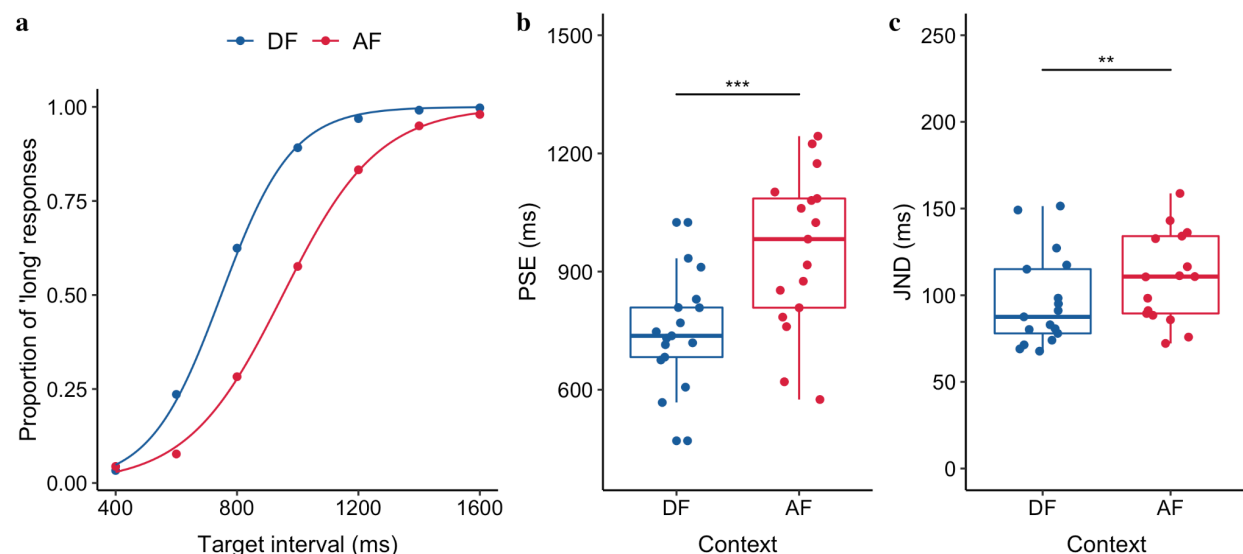 a
DF AF
Proportion of 'long' responses
1.00
0.75
0.50
0.25
0.00
400 800 1200 1600
Target interval (ms)
b
PSE (ms)
1500
1200
900
600
***
DF AF
Context
c
JND (ms)
250
200
150
100
50
0
**
DF AF
Context